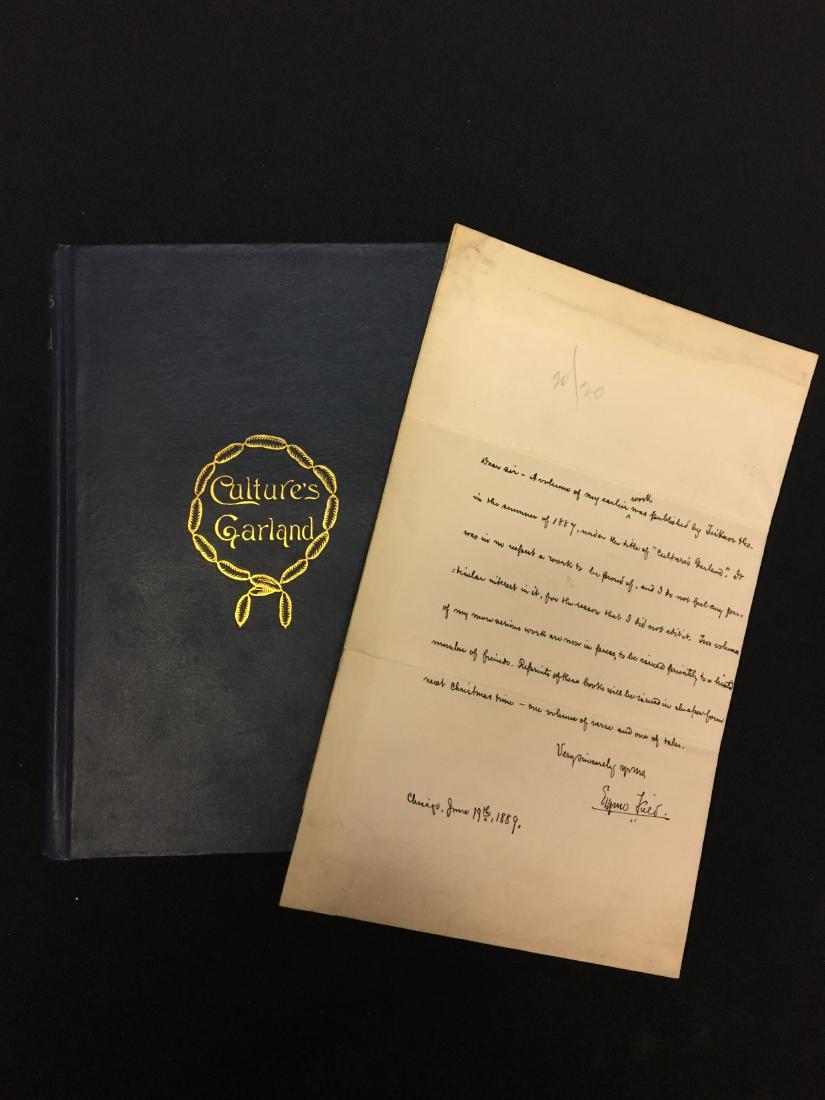 Culture's
Garland
20/20
work
Dear sir – A volume of my earlier ^ was published by Ticknor & Co.
in the summer of 1887, under the title of "Culture's Garland." It
was in no respect a work to be proud of, and I do not feel any par-
-ticular interest in it, for the reason that I did not edit it. Two volumes
of my more serious work are now in press, to be issued privately to a limited
number of friends. Reprints of these books will be issued in cheaper form
next Christmas time – one volume of verse and one of tales.
Very sincerely yours,
Eugene Field.
Chicago, June 19th, 1889.